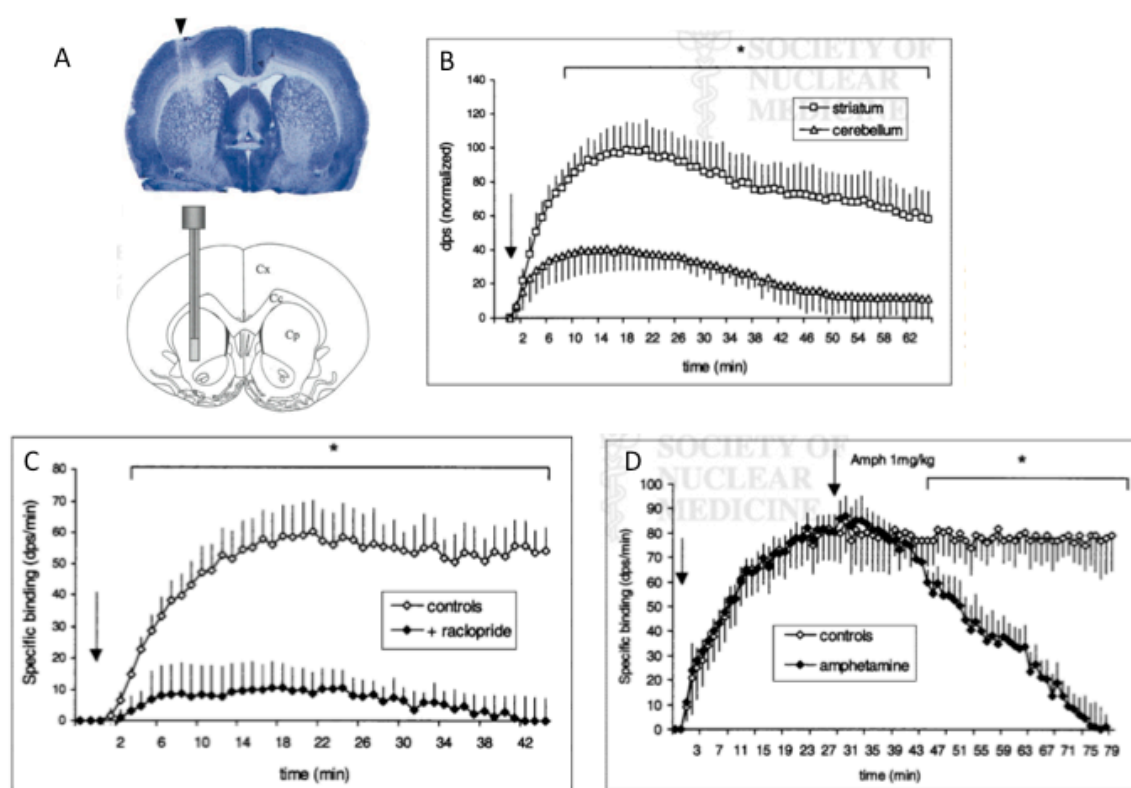 A
Cx
Cc
Cp
B
SOCIETY OF
NUCLEAR
MEDICINE
*
140
120
100
80
60
40
20
0
dps (normalized)
striatum
cerebellum
2 6 10 14 18 22 26 30 34 38 42 46 50 54 58 62
time (min)
C
*
80
70
60
50
40
30
20
10
0
Specific binding (dps/min)
controls
+ raclopride
2 6 10 14 18 22 26 30 34 38 42
time (min)
D
SOCIETY OF
NUCLEAR
MEDICINE
Amph 1mg/kg
*
100
90
80
70
60
50
40
30
20
10
0
Specific binding (dps/min)
controls
amphetamine
3 7 11 15 19 23 27 31 35 39 43 47 51 55 59 63 67 71 75 79
time (min)